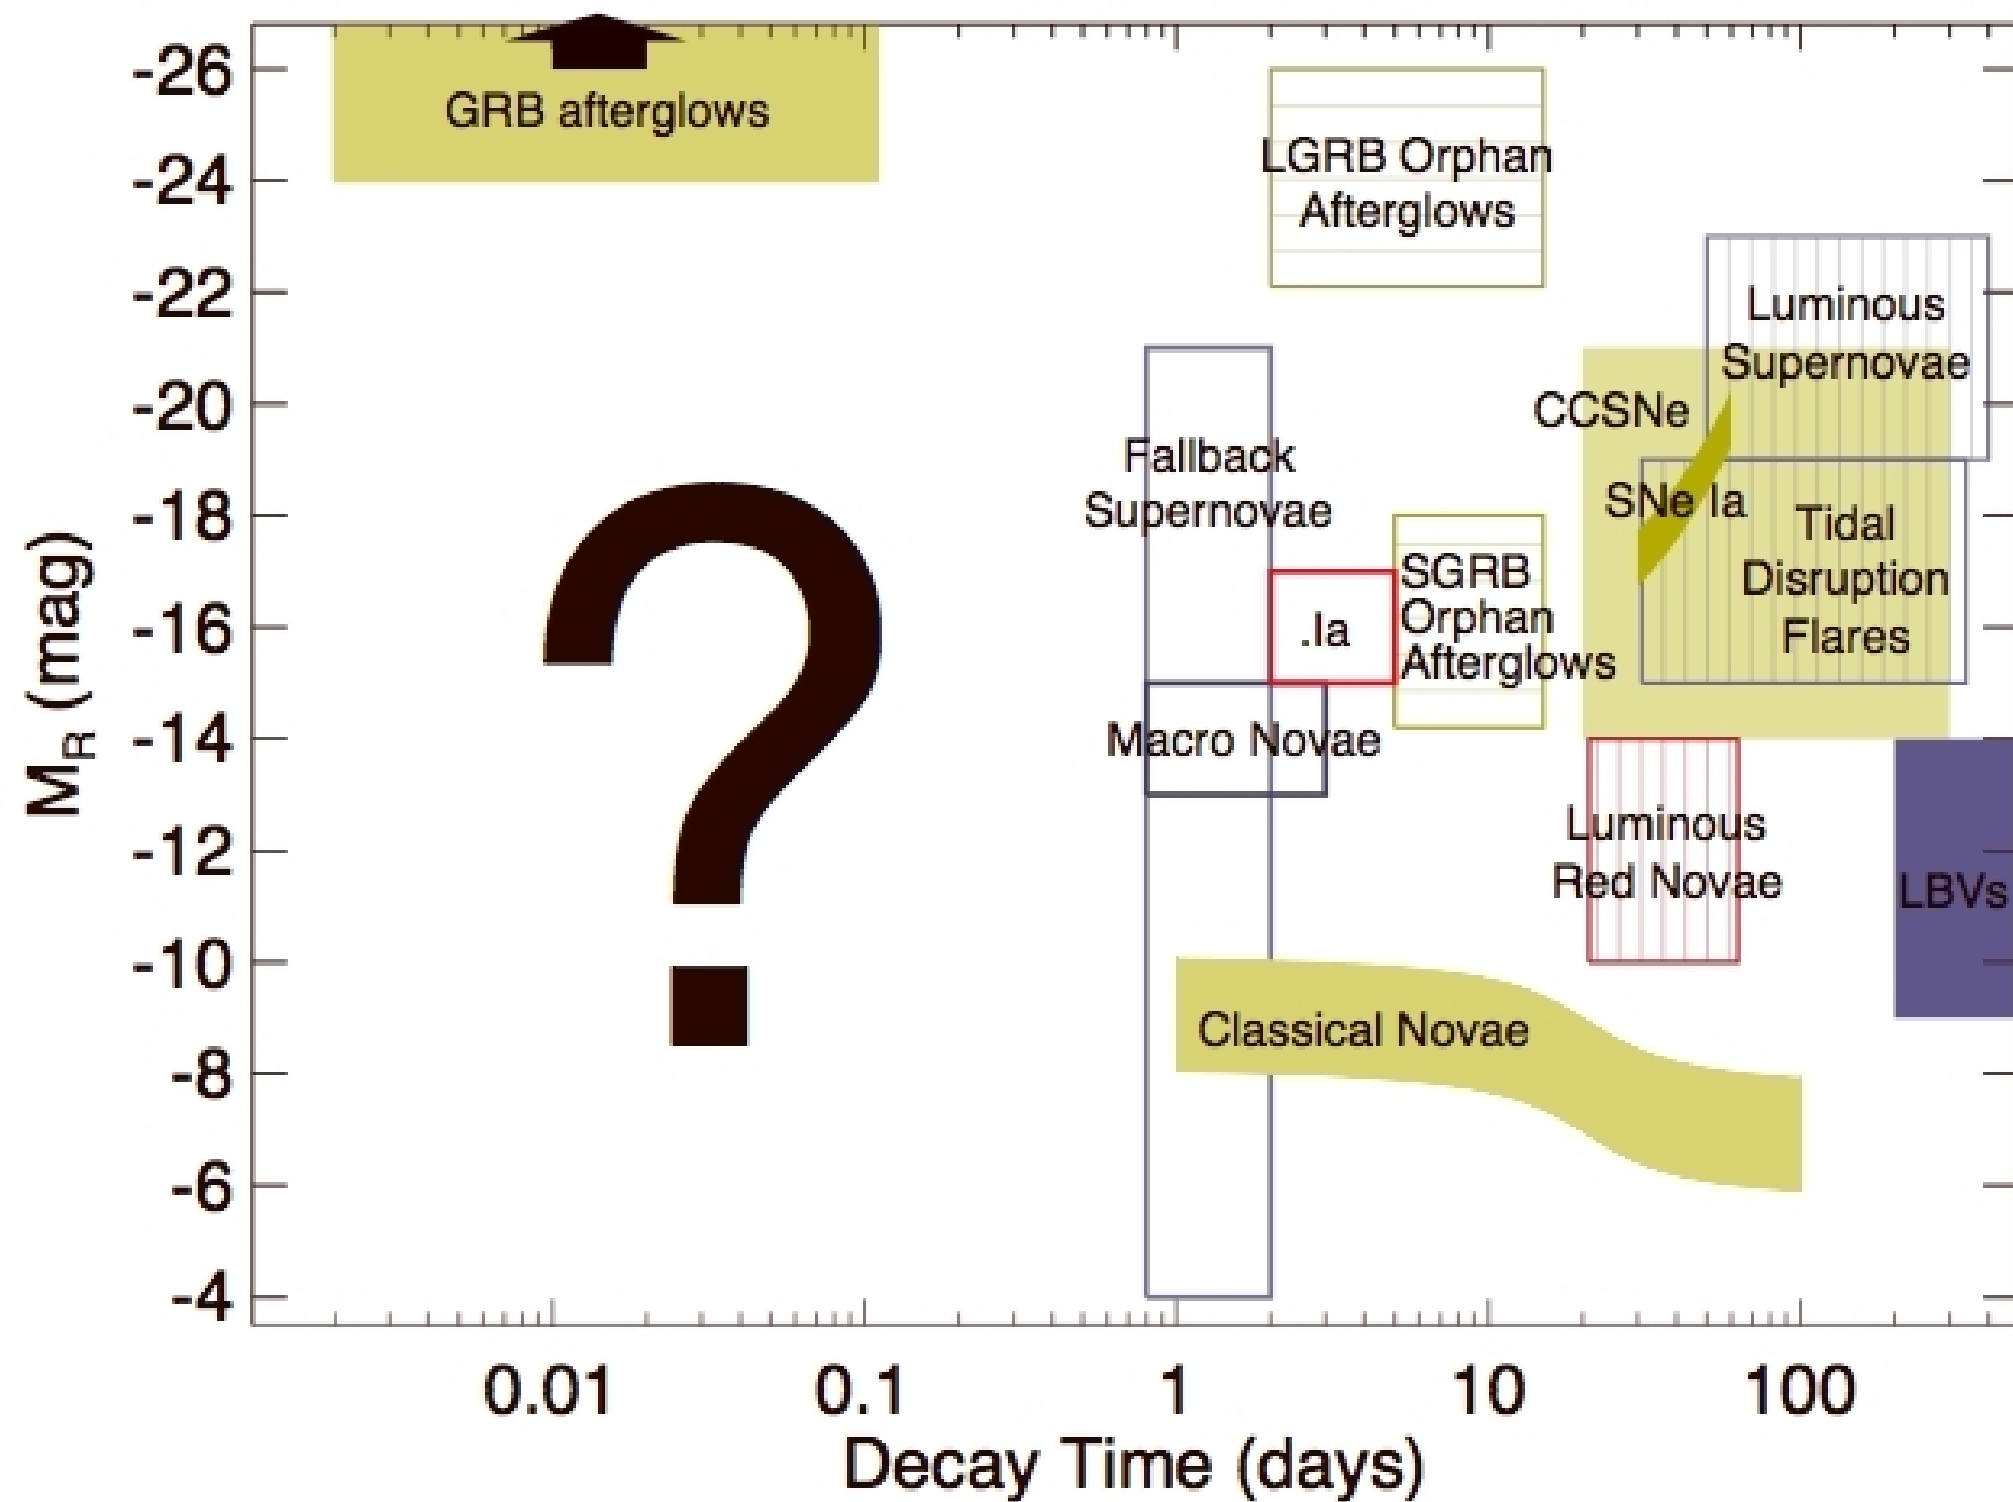 -26
-24
-22
-20
-18
-16
-14
-12
-10
-8
-6
-4
M_R (mag)
GRB afterglows
LGRB Orphan
Afterglows
Luminous
Supernovae
CCSNe
Fallback
Supernovae
SNe Ia
Tidal
Disruption
Flares
SGRB
Orphan
Afterglows
.Ia
Macro Novae
?
Luminous
Red Novae
LBVs
Classical Novae
0.01
0.1
1
10
100
Decay Time (days)